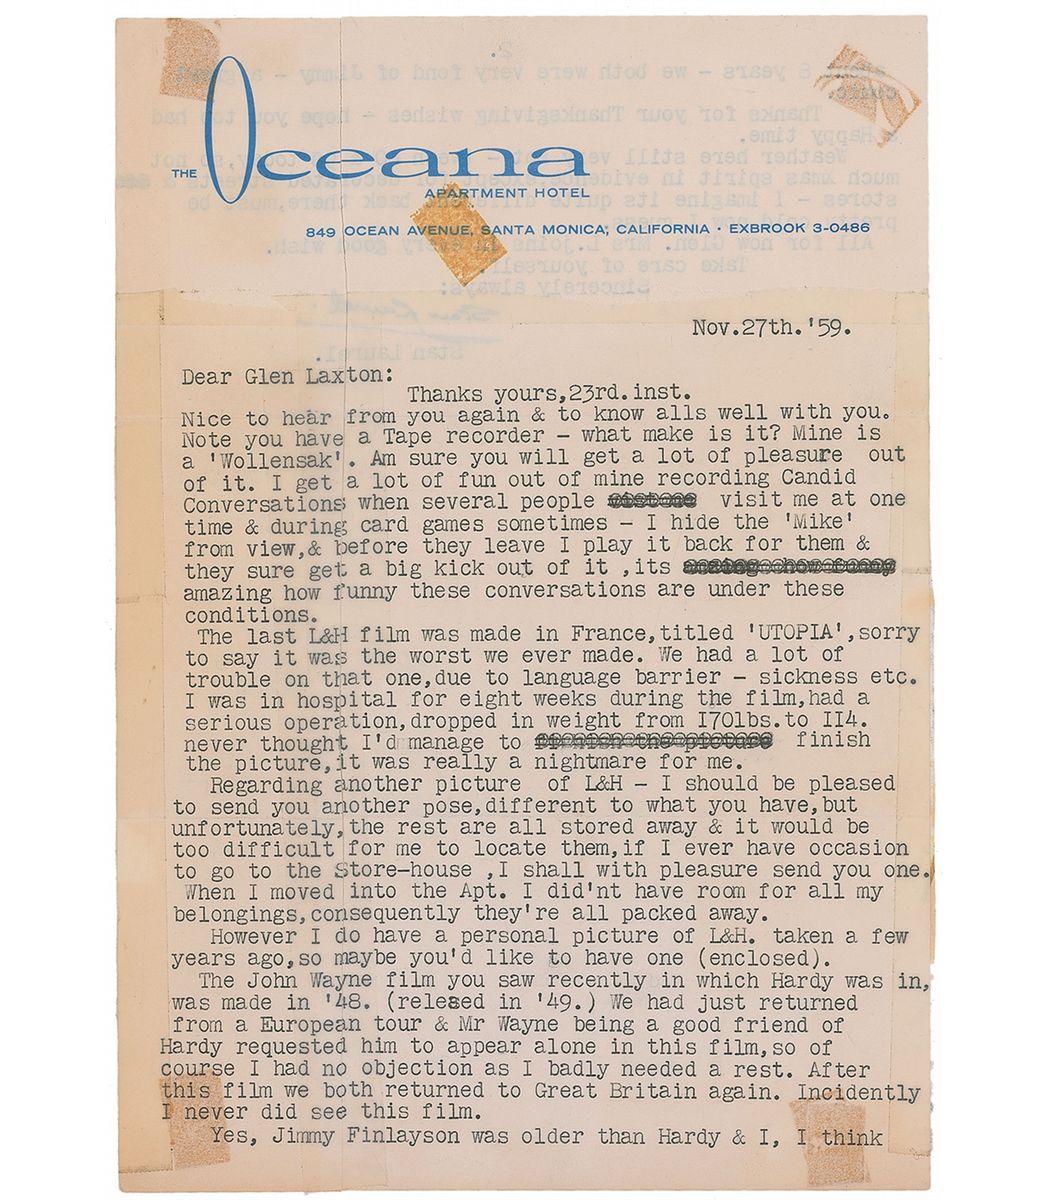 THE Oceana
APARTMENT HOTEL
849 OCEAN AVENUE, SANTA MONICA, CALIFORNIA · EXBROOK 3-0486
Nov.27th.'59.
Dear Glen Laxton:
Thanks yours,23rd.inst.
Nice to hear from you again & to know alls well with you.
Note you have a Tape recorder - what make is it? Mine is
a 'Wollensak'. Am sure you will get a lot of pleasure out
of it. I get a lot of fun out of mine recording Candid
Conversations when several people visit me at one
time & during card games sometimes - I hide the 'Mike'
from view,& before they leave I play it back for them &
they sure get a big kick out of it ,its
amazing how funny these conversations are under these
conditions.
The last L&H film was made in France,titled 'UTOPIA',sorry
to say it was the worst we ever made. We had a lot of
trouble on that one,due to language barrier - sickness etc.
I was in hospital for eight weeks during the film,had a
serious operation,dropped in weight from I70lbs.to II4.
never thought I'd manage to finish
the picture,it was really a nightmare for me.
Regarding another picture of L&H - I should be pleased
to send you another pose,different to what you have,but
unfortunately,the rest are all stored away & it would be
too difficult for me to locate them,if I ever have occasion
to go to the Store-house ,I shall with pleasure send you one.
When I moved into the Apt. I did'nt have room for all my
belongings,consequently they're all packed away.
However I do have a personal picture of L&H. taken a few
years ago,so maybe you'd like to have one (enclosed).
The John Wayne film you saw recently in which Hardy was in,
was made in '48. (relesed in '49.) We had just returned
from a European tour & Mr Wayne being a good friend of
Hardy requested him to appear alone in this film,so of
course I had no objection as I badly needed a rest. After
this film we both returned to Great Britain again. Incidently
I never did see this film.
Yes, Jimmy Finlayson was older than Hardy & I, I think